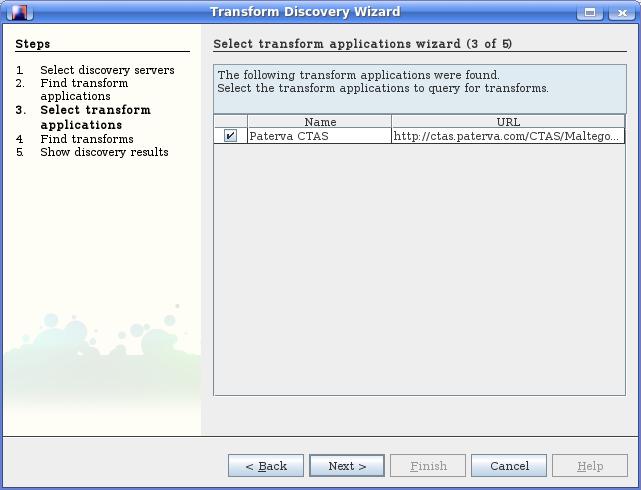 Transform Discovery Wizard
Steps
1. Select discovery servers
2. Find transform
applications
3. Select transform
applications
4. Find transforms
5. Show discovery results
Select transform applications wizard (3 of 5)
The following transform applications were found.
Select the transform applications to query for transforms.
Name URL
Paterva CTAS http://ctas.paterva.com/CTAS/Maltego...
< Back Next > Finish Cancel Help